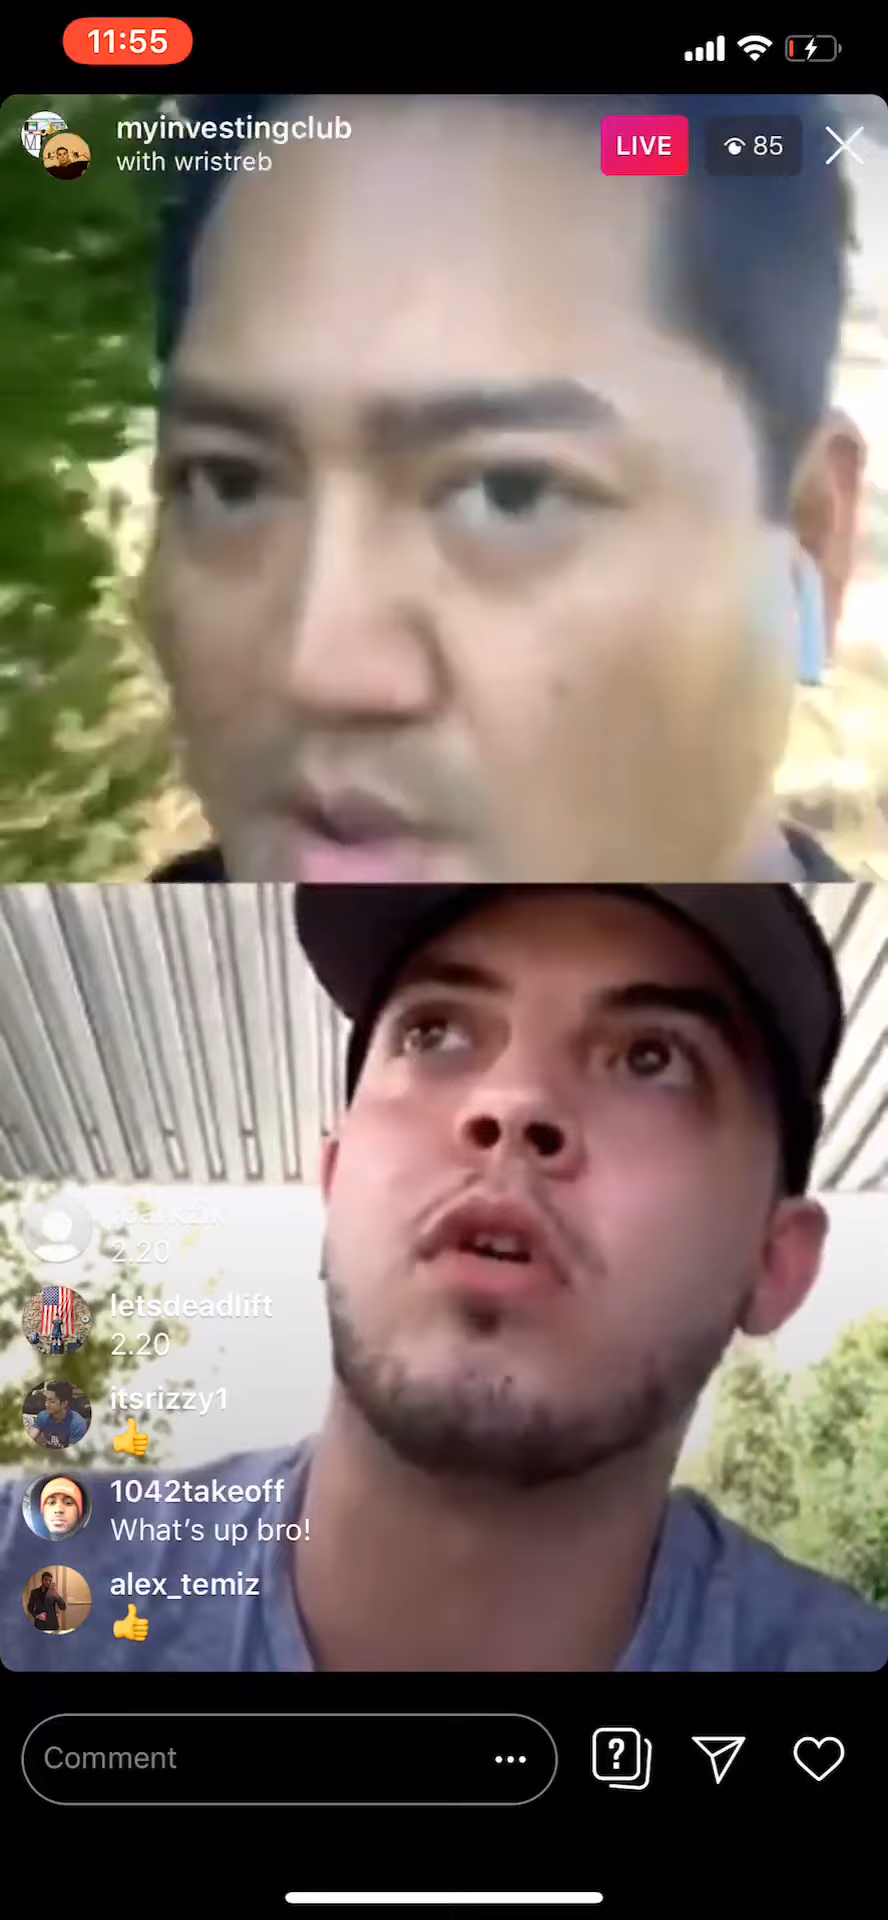 11:55
myinvestingclub
with wristreb
LIVE
85
2.20
letsdeadlift
2.20
itsrizzy1
1042takeoff
What's up bro!
alex_temiz
Comment